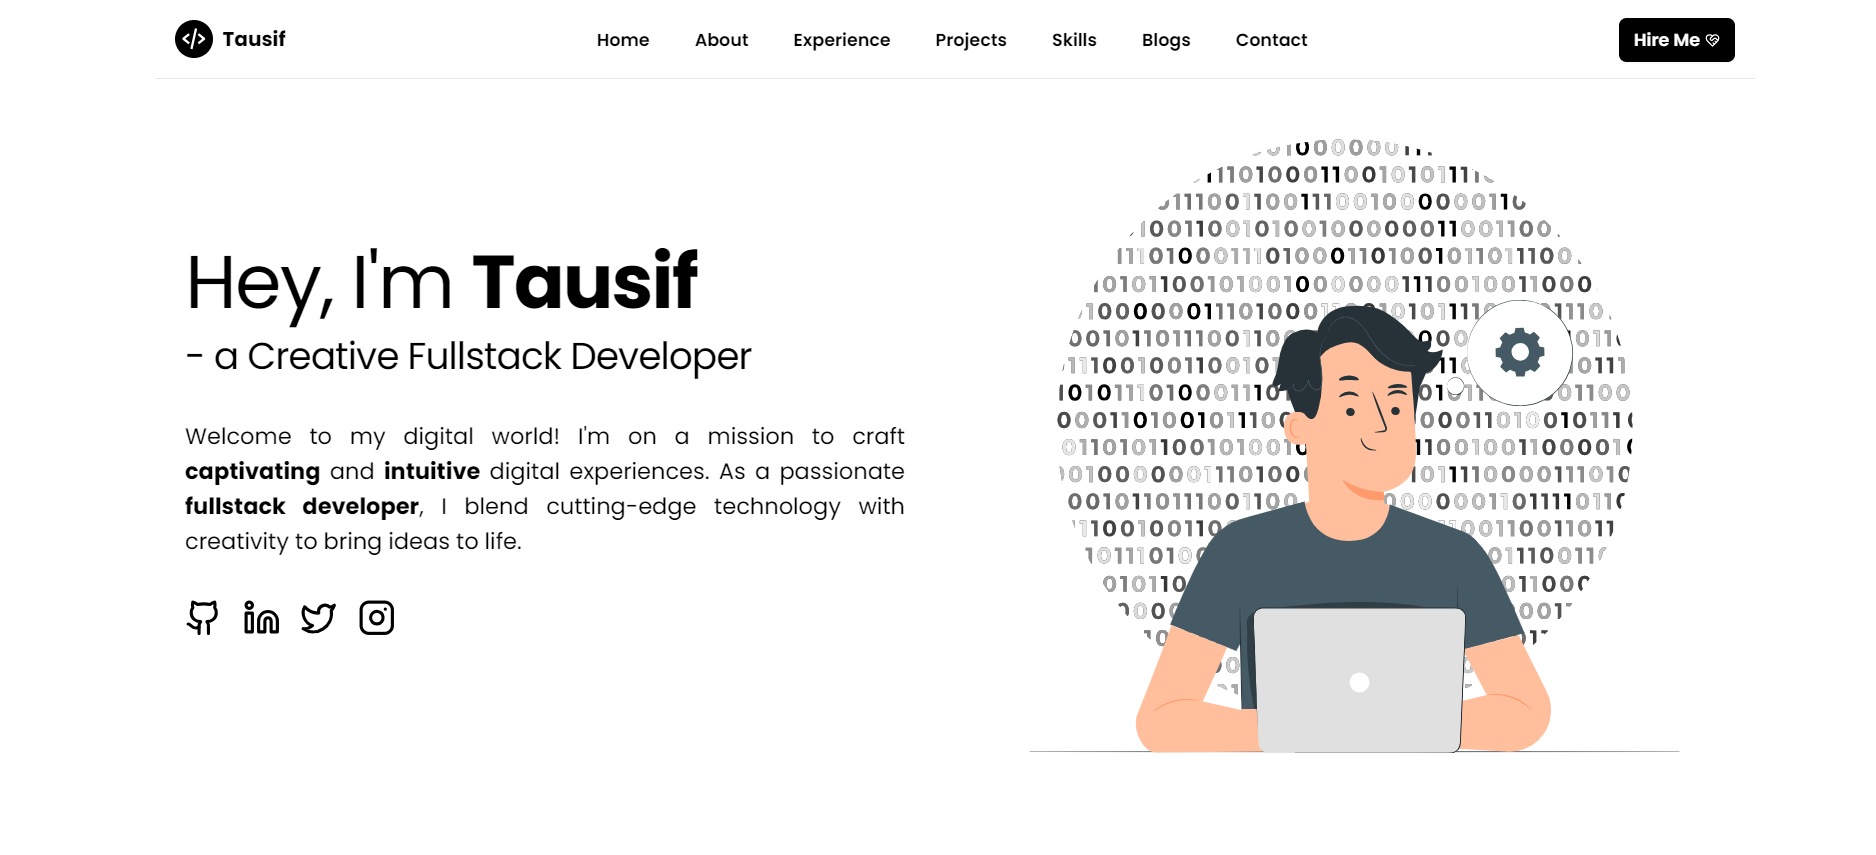 Tausif
Home About Experience Projects Skills Blogs Contact
Hire Me
Hey, I'm Tausif
- a Creative Fullstack Developer
Welcome to my digital world! I'm on a mission to craft
captivating and intuitive digital experiences. As a passionate
fullstack developer, I blend cutting-edge technology with
creativity to bring ideas to life.